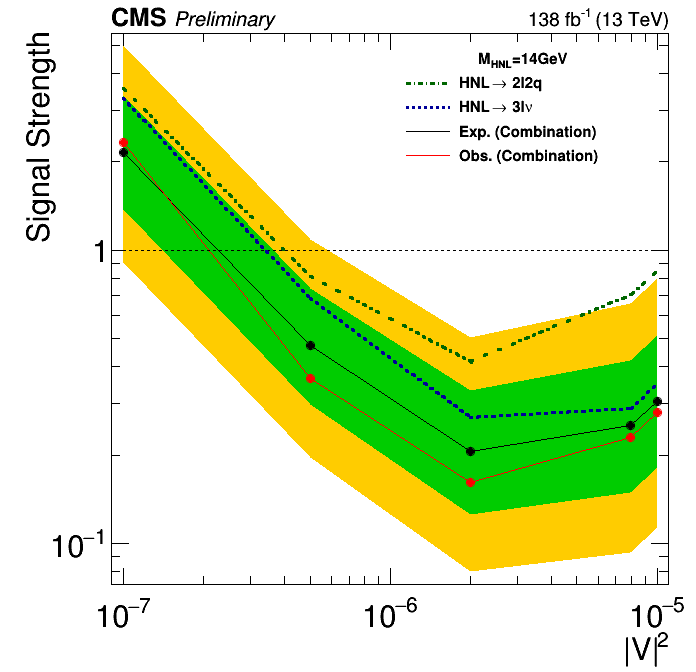 CMS Preliminary 138 fb⁻¹ (13 TeV)
M_HNL=14GeV
HNL → 2l2q
HNL → 3lν
Exp. (Combination)
Obs. (Combination)
Signal Strength
1
10⁻¹
10⁻⁷ 10⁻⁶ 10⁻⁵
|V|²